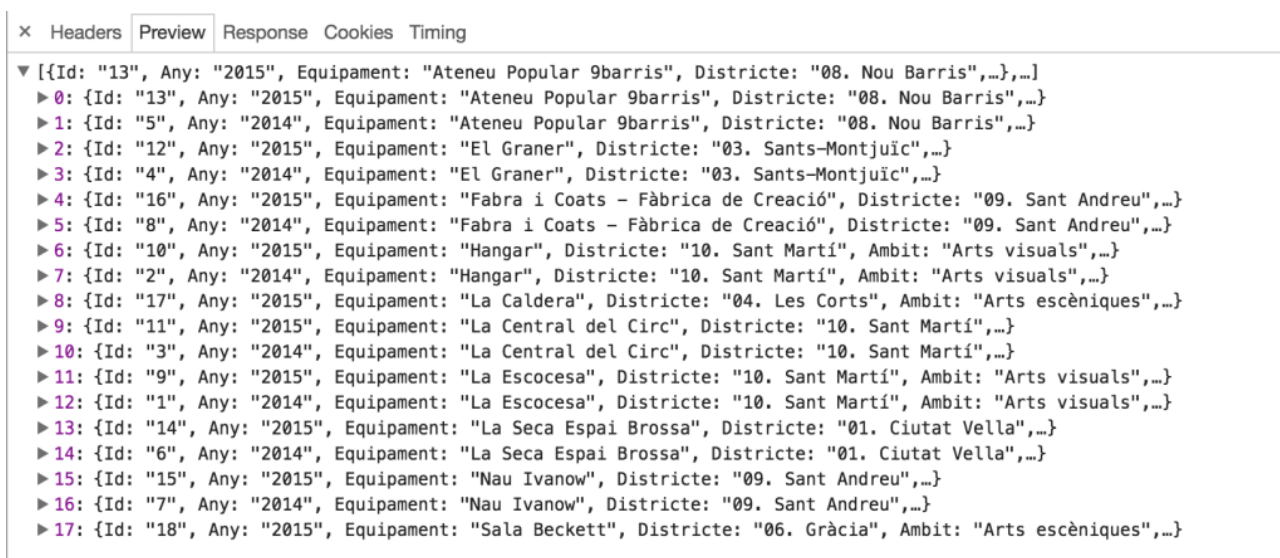 × Headers Preview Response Cookies Timing
▼ [{Id: "13", Any: "2015", Equipament: "Ateneu Popular 9barris", Districte: "08. Nou Barris",…},…]
▶ 0: {Id: "13", Any: "2015", Equipament: "Ateneu Popular 9barris", Districte: "08. Nou Barris",…}
▶ 1: {Id: "5", Any: "2014", Equipament: "Ateneu Popular 9barris", Districte: "08. Nou Barris",…}
▶ 2: {Id: "12", Any: "2015", Equipament: "El Graner", Districte: "03. Sants-Montjuïc",…}
▶ 3: {Id: "4", Any: "2014", Equipament: "El Graner", Districte: "03. Sants-Montjuïc",…}
▶ 4: {Id: "16", Any: "2015", Equipament: "Fabra i Coats – Fàbrica de Creació", Districte: "09. Sant Andreu",…}
▶ 5: {Id: "8", Any: "2014", Equipament: "Fabra i Coats – Fàbrica de Creació", Districte: "09. Sant Andreu",…}
▶ 6: {Id: "10", Any: "2015", Equipament: "Hangar", Districte: "10. Sant Martí", Ambit: "Arts visuals",…}
▶ 7: {Id: "2", Any: "2014", Equipament: "Hangar", Districte: "10. Sant Martí", Ambit: "Arts visuals",…}
▶ 8: {Id: "17", Any: "2015", Equipament: "La Caldera", Districte: "04. Les Corts", Ambit: "Arts escèniques",…}
▶ 9: {Id: "11", Any: "2015", Equipament: "La Central del Circ", Districte: "10. Sant Martí",…}
▶ 10: {Id: "3", Any: "2014", Equipament: "La Central del Circ", Districte: "10. Sant Martí",…}
▶ 11: {Id: "9", Any: "2015", Equipament: "La Escocesa", Districte: "10. Sant Martí", Ambit: "Arts visuals",…}
▶ 12: {Id: "1", Any: "2014", Equipament: "La Escocesa", Districte: "10. Sant Martí", Ambit: "Arts visuals",…}
▶ 13: {Id: "14", Any: "2015", Equipament: "La Seca Espai Brossa", Districte: "01. Ciutat Vella",…}
▶ 14: {Id: "6", Any: "2014", Equipament: "La Seca Espai Brossa", Districte: "01. Ciutat Vella",…}
▶ 15: {Id: "15", Any: "2015", Equipament: "Nau Ivanow", Districte: "09. Sant Andreu",…}
▶ 16: {Id: "7", Any: "2014", Equipament: "Nau Ivanow", Districte: "09. Sant Andreu",…}
▶ 17: {Id: "18", Any: "2015", Equipament: "Sala Beckett", Districte: "06. Gràcia", Ambit: "Arts escèniques",…}